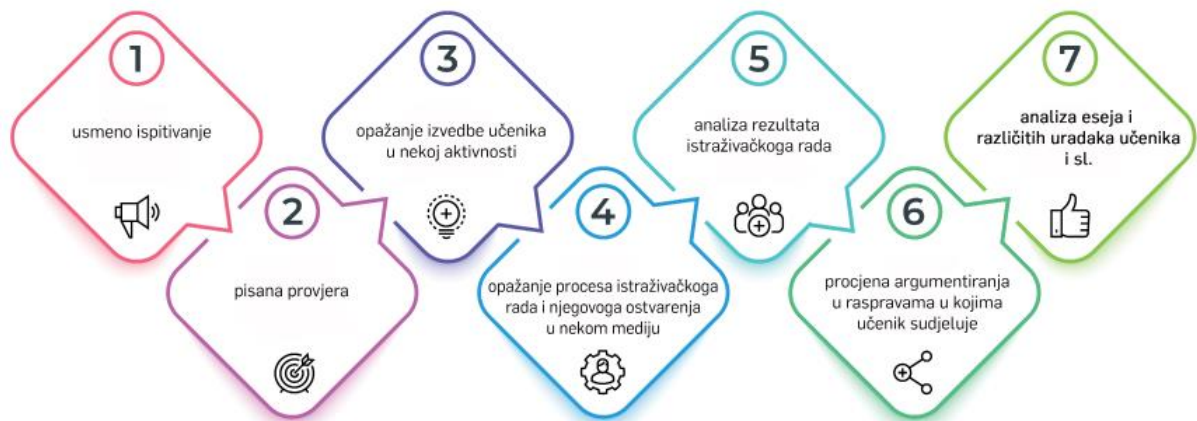 1
usmeno ispitivanje
2
pisana provjera
3
opažanje izvedbe učenika
u nekoj aktivnosti
4
opažanje procesa istraživačkoga
rada i njegovoga ostvarenja
u nekom mediju
5
analiza rezultata
istraživačkoga rada
6
procjena argumentiranja
u raspravama u kojima
učenik sudjeluje
7
analiza eseja i
različitih uradaka učenika
i sl.